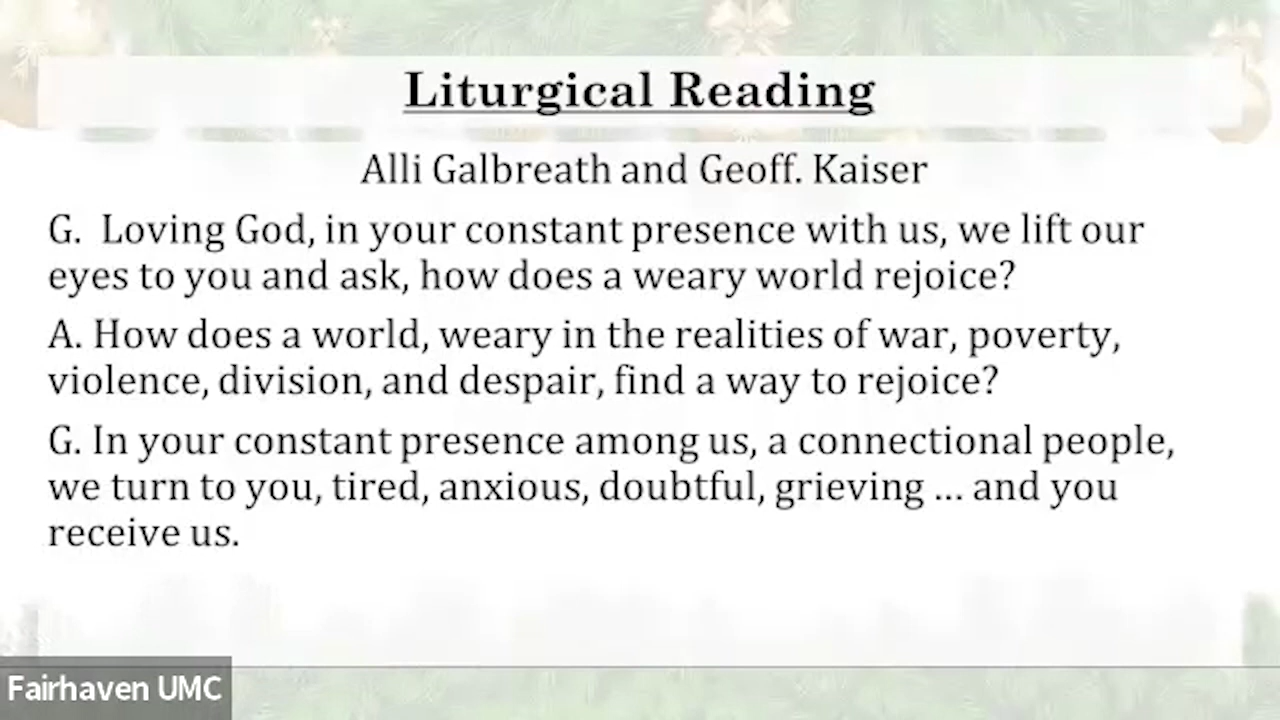 Liturgical Reading
Alli Galbreath and Geoff. Kaiser
G.  Loving God, in your constant presence with us, we lift our
eyes to you and ask, how does a weary world rejoice?
A. How does a world, weary in the realities of war, poverty,
violence, division, and despair, find a way to rejoice?
G. In your constant presence among us, a connectional people,
we turn to you, tired, anxious, doubtful, grieving ... and you
receive us.
Fairhaven UMC